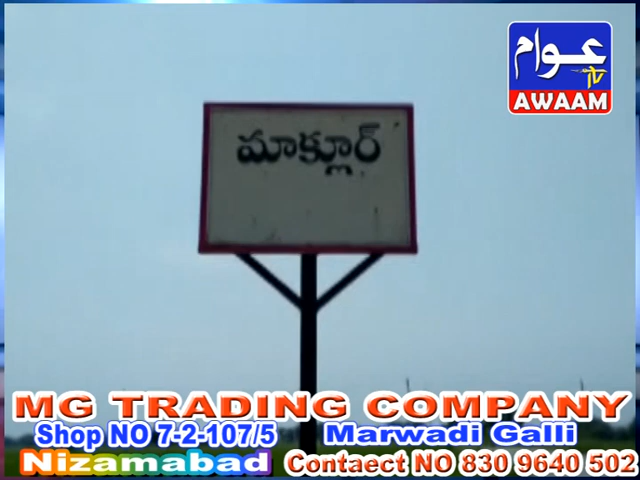 عوام
TV
AWAAM
మాక్లూర్
MG TRADING COMPANY
Shop NO 7-2-107/5 Marwadi Galli
Nizamabad Contaect NO 830 9640 502